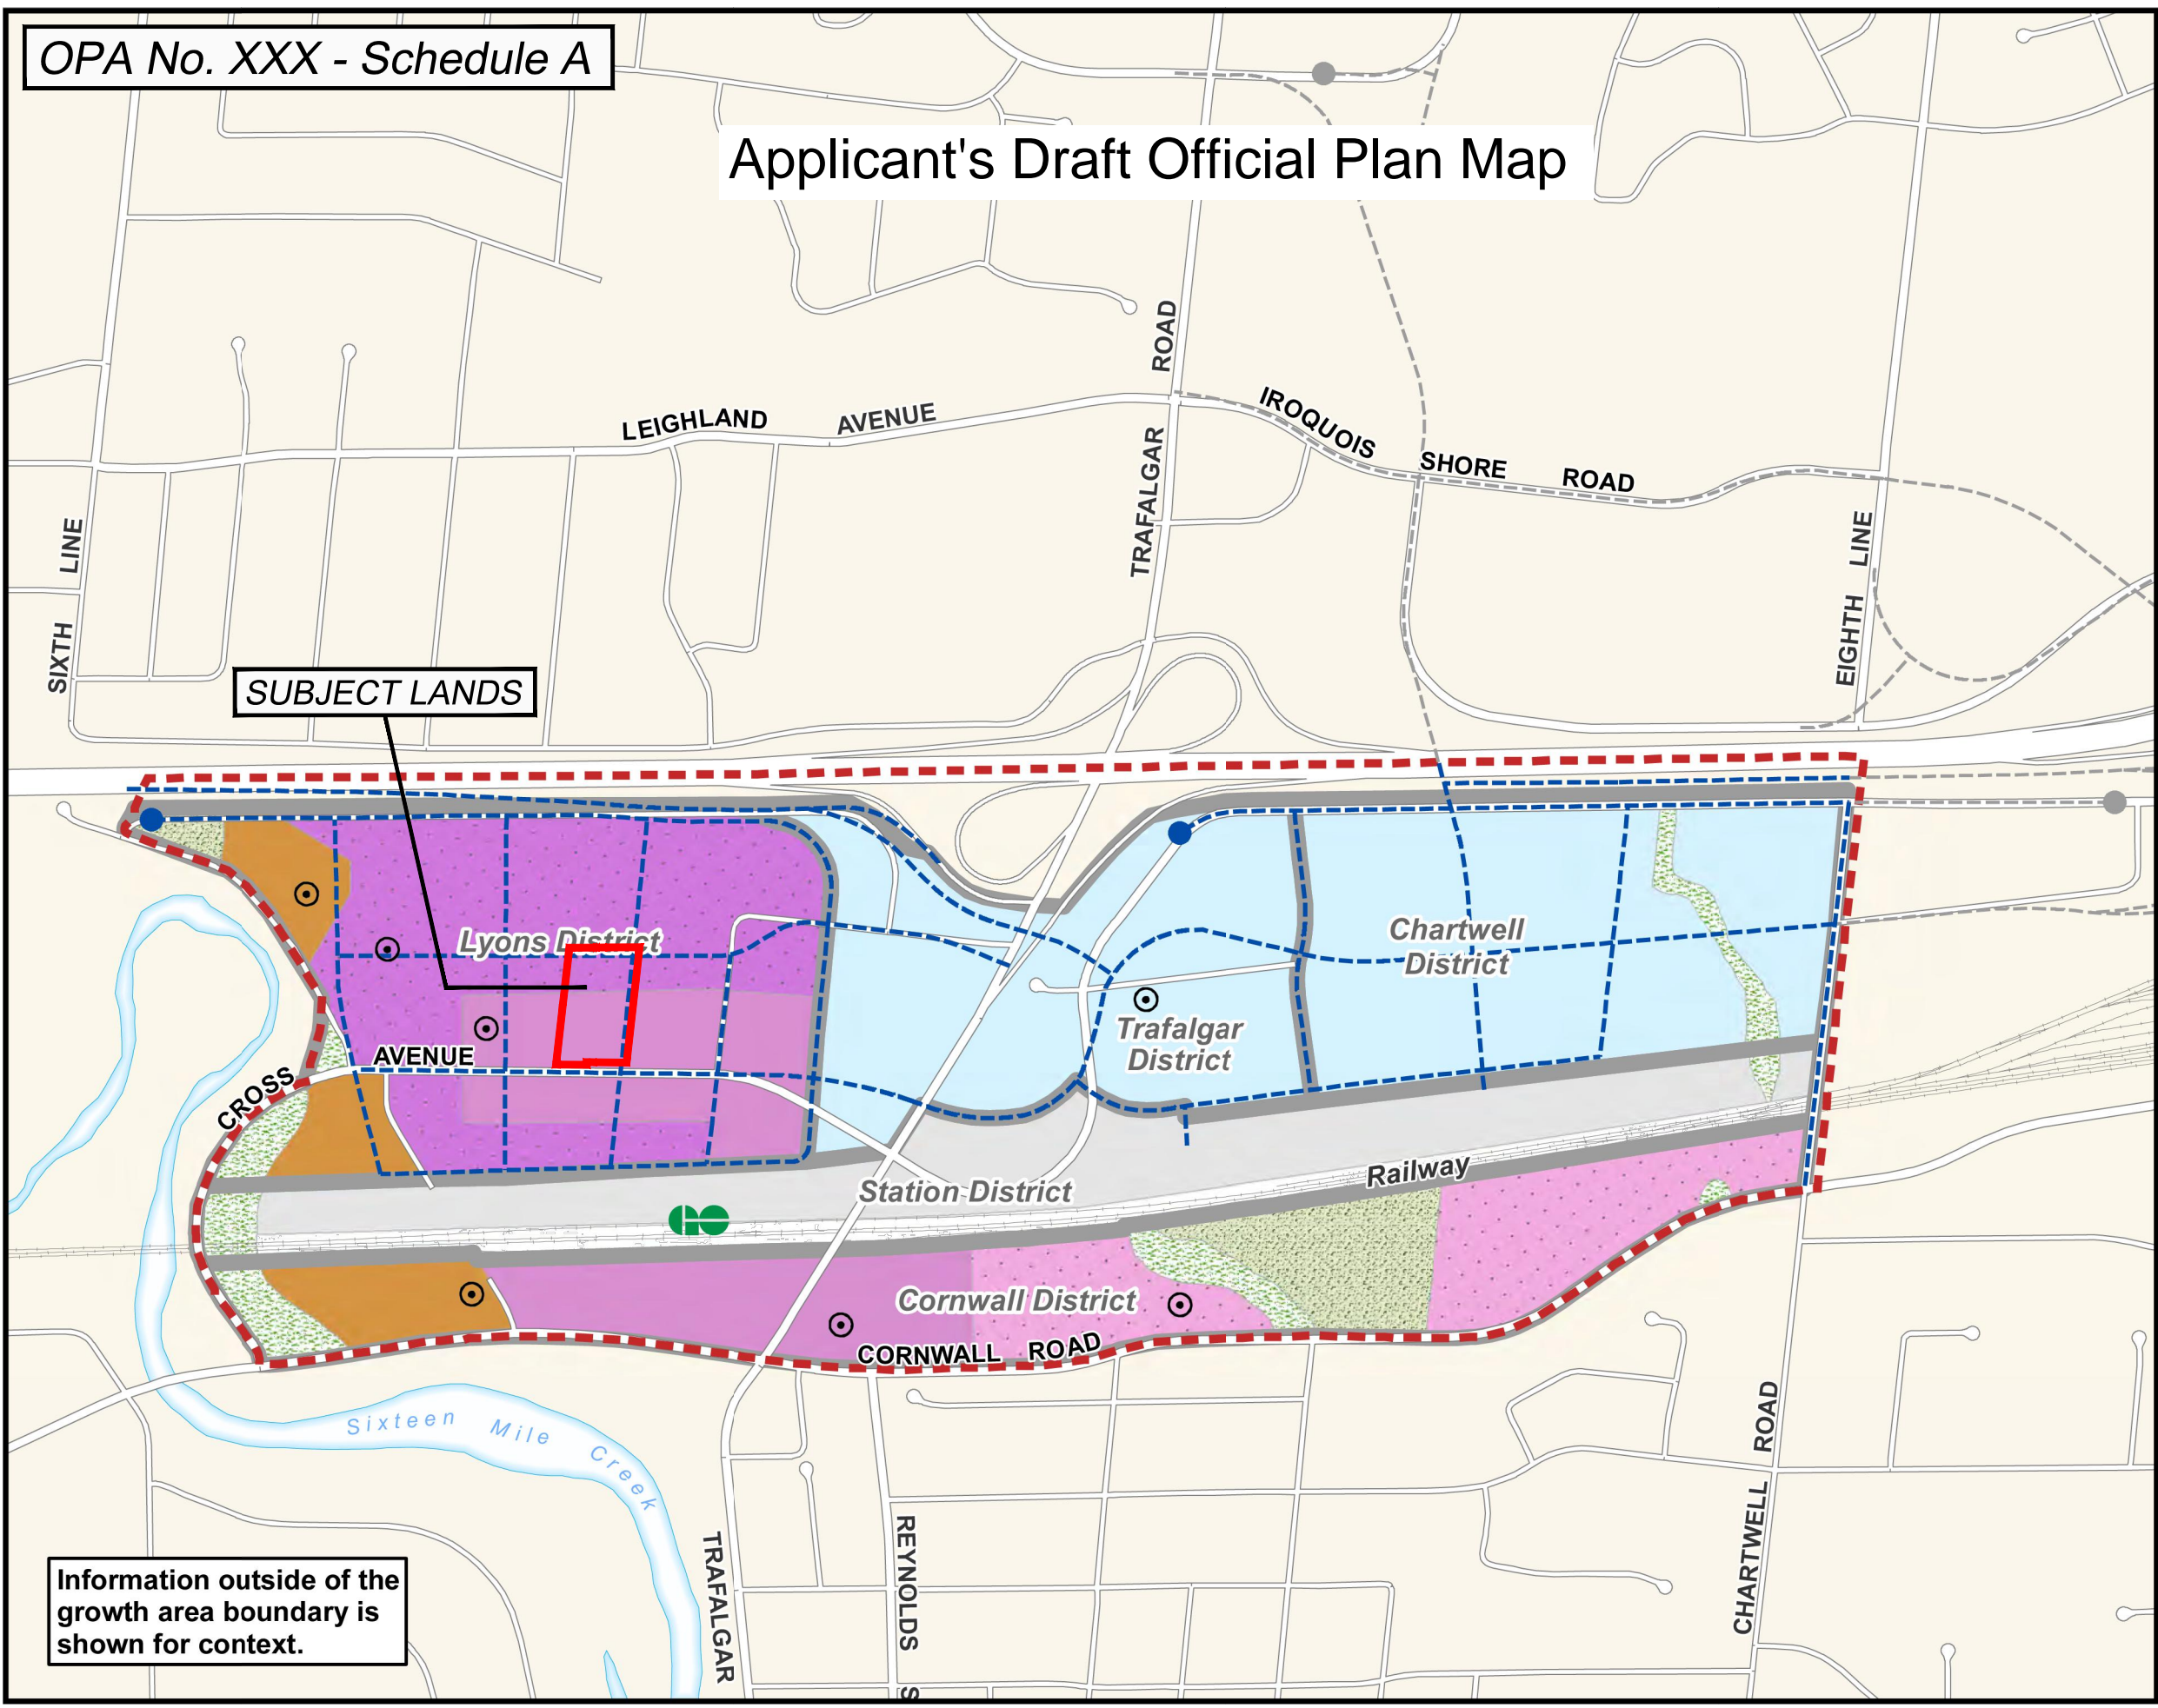 OPA No. XXX - Schedule A
Applicant's Draft Official Plan Map
LEIGHLAND AVENUE
TRAFALGAR ROAD
IROQUOIS SHORE ROAD
SIXTH LINE
EIGHTH LINE
SUBJECT LANDS
Lyons District
Chartwell
District
Trafalgar
District
CROSS AVENUE
Station District
Railway
GO
Cornwall District
CORNWALL ROAD
Sixteen Mile Creek
CHARTWELL ROAD
TRAFALGAR
REYNOLDS S
Information outside of the
growth area boundary is
shown for context.